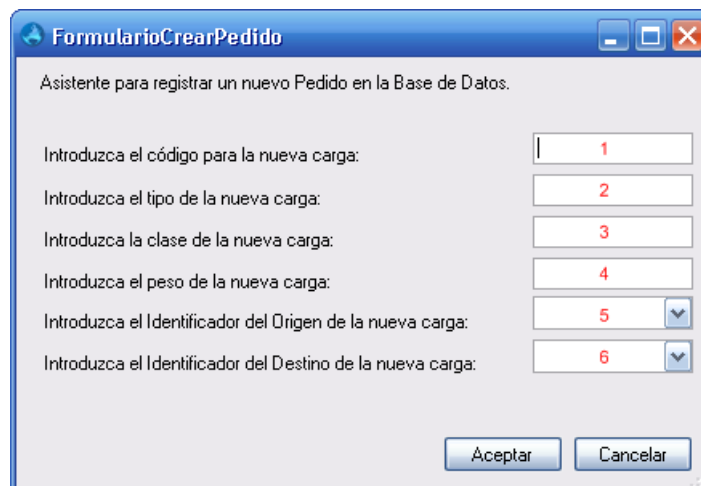 FormularioCrearPedido
Asistente para registrar un nuevo Pedido en la Base de Datos.
Introduzca el código para la nueva carga: 1
Introduzca el tipo de la nueva carga: 2
Introduzca la clase de la nueva carga: 3
Introduzca el peso de la nueva carga: 4
Introduzca el Identificador del Origen de la nueva carga: 5
Introduzca el Identificador del Destino de la nueva carga: 6
Aceptar Cancelar